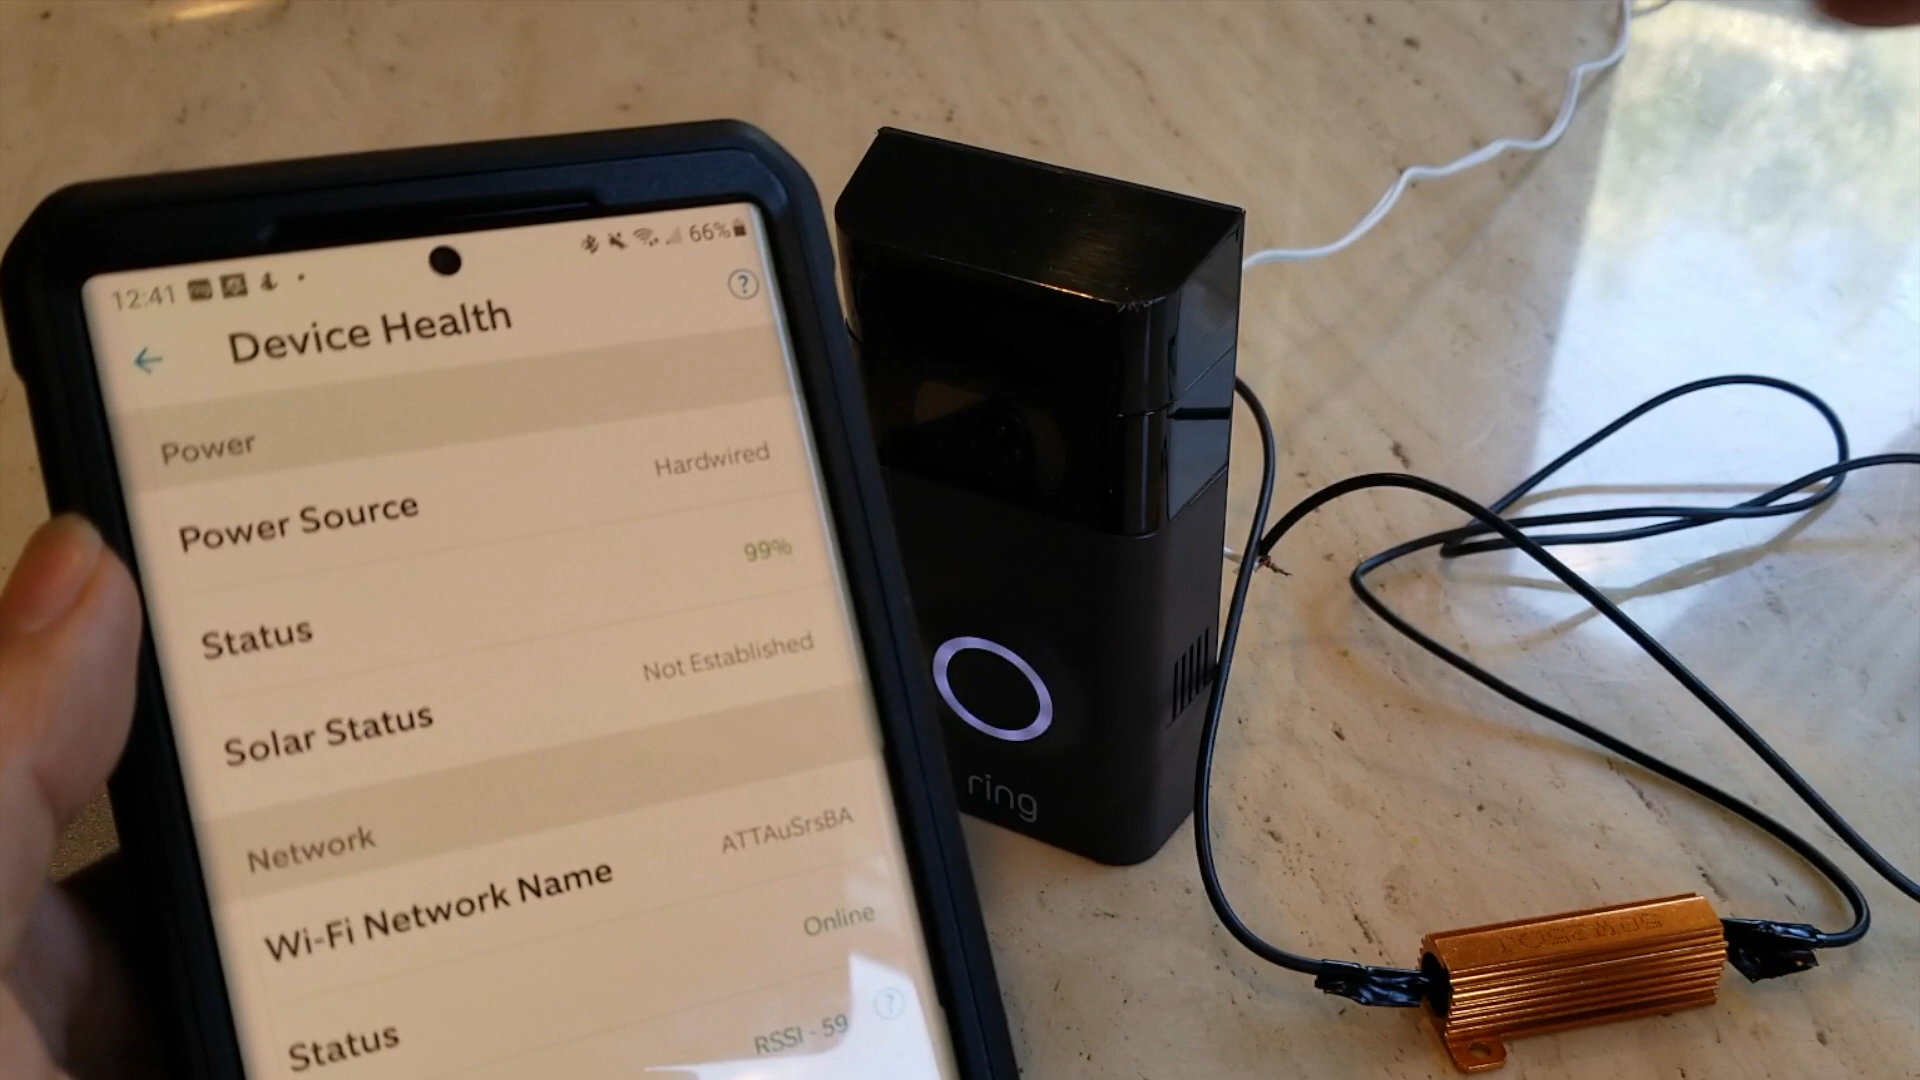 12:41
66%
Device Health
?
Power
Power Source
Hardwired
Status
99%
Solar Status
Not Established
Network
Wi-Fi Network Name
ATTAuSrsBA
Status
Online
RSSI - 59
?
ring